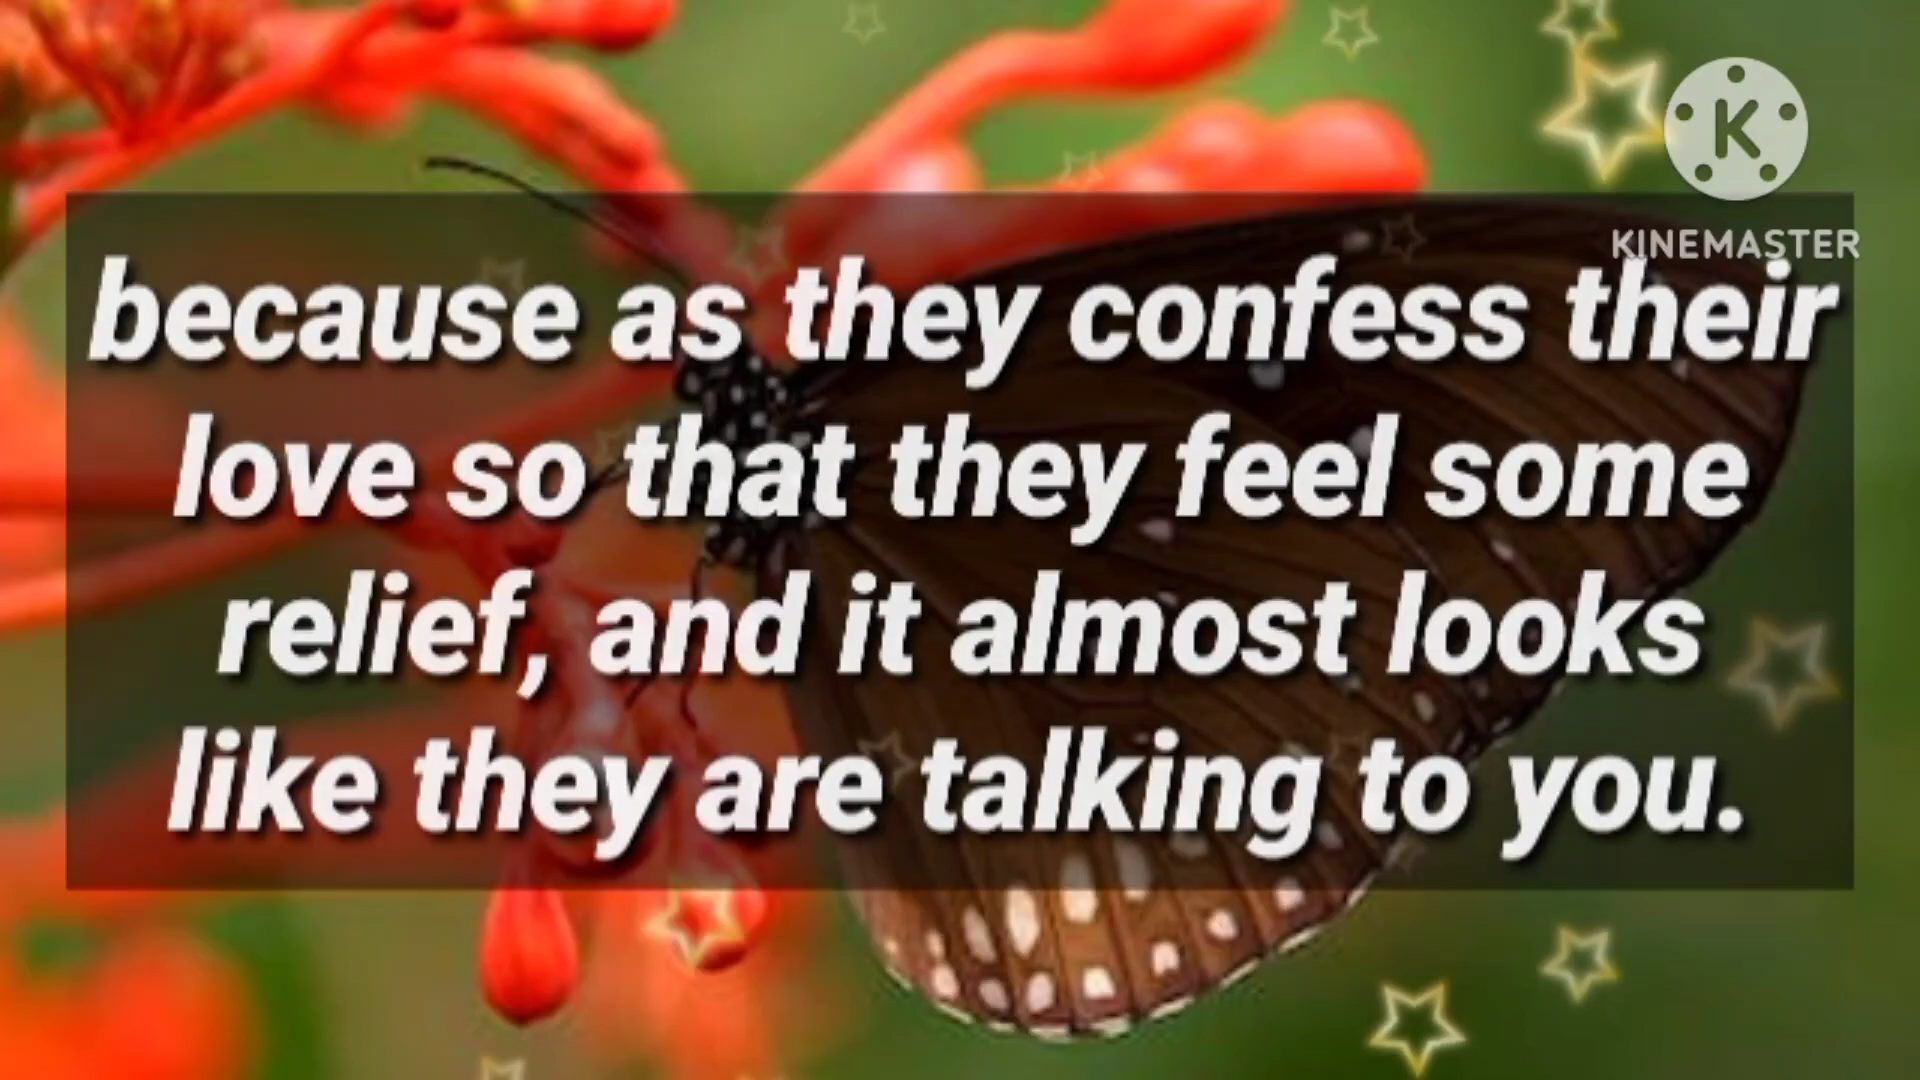 K
KINEMASTER
because as they confess their
love so that they feel some
relief, and it almost looks
like they are talking to you.